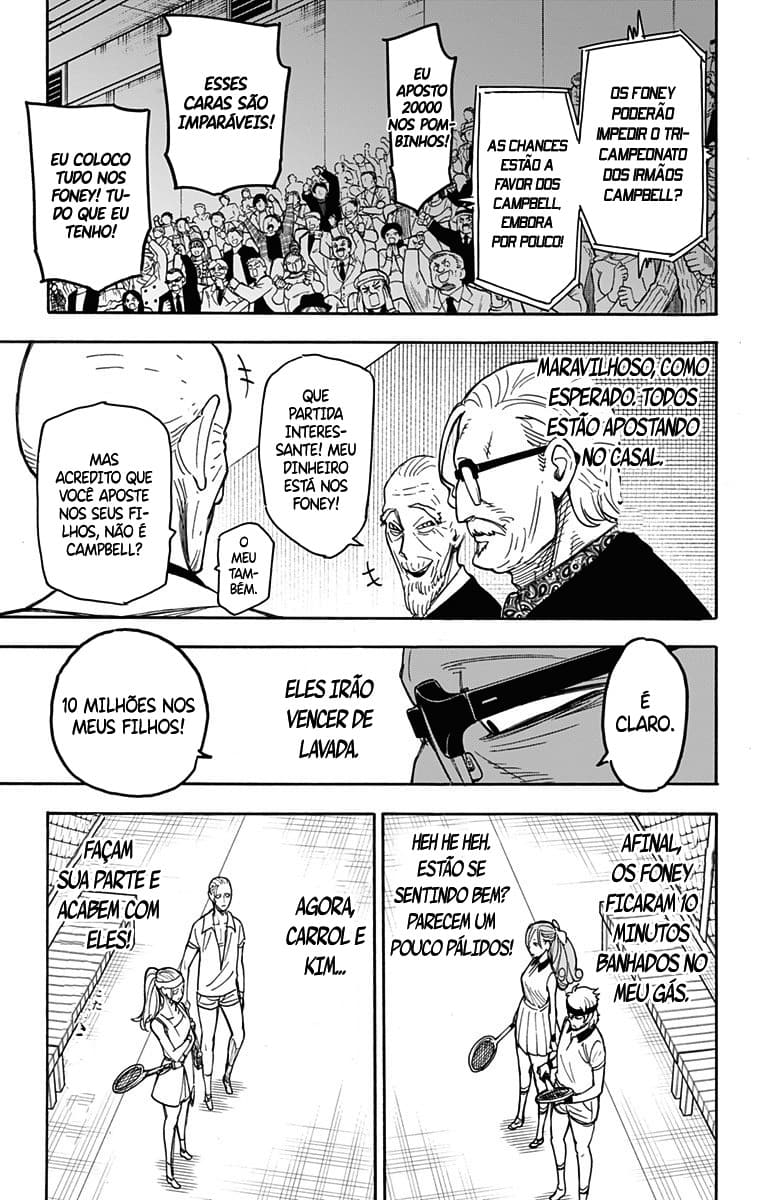 OS FONEY
PODERÃO
IMPEDIR O TRI-
CAMPEONATO
DOS IRMÃOS
CAMPBELL?
AS CHANCES
ESTÃO A
FAVOR DOS
CAMPBELL,
EMBORA
POR POUCO!
EU
APOSTO
20000
NOS POM-
BINHOS!
ESSES
CARAS SÃO
IMPARÁVEIS!
EU COLOCO
TUDO NOS
FONEY! TU-
DO QUE EU
TENHO!
MARAVILHOSO, COMO
ESPERADO. TODOS
ESTÃO APOSTANDO
NO CASAL.
QUE
PARTIDA
INTERES-
SANTE! MEU
DINHEIRO
ESTÁ NOS
FONEY!
O
MEU
TAM-
BÉM.
MAS
ACREDITO QUE
VOCÊ APOSTE
NOS SEUS FI-
LHOS, NÃO É
CAMPBELL?
É
CLARO.
ELES IRÃO
VENCER DE
LAVADA.
10 MILHÕES NOS
MEUS FILHOS!
AFINAL,
OS FONEY
FICARAM 10
MINUTOS
BANHADOS NO
MEU GÁS.
HEH HE HEH.
ESTÃO SE
SENTINDO BEM?
PARECEM UM
POUCO PÁLIDOS!
AGORA,
CARROL E
KIM...
FAÇAM
SUA PARTE E
ACABEM COM
ELES!